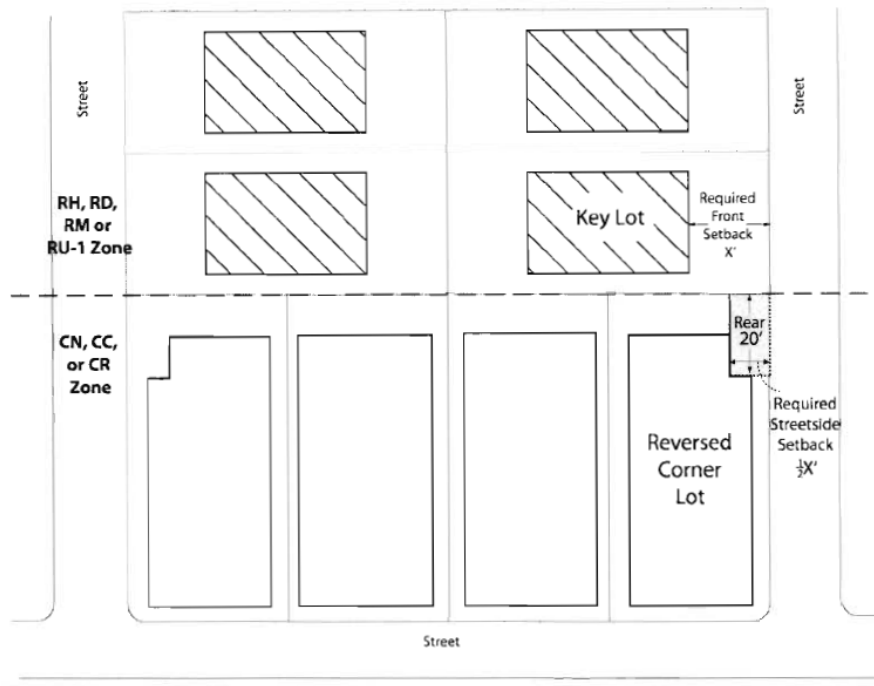 Street
Street
RH, RD,
RM or
RU-1 Zone
Key Lot
Required
Front
Setback
X'
CN, CC,
or CR
Zone
Rear
20'
Required
Streetside
Setback
½X'
Reversed
Corner
Lot
Street